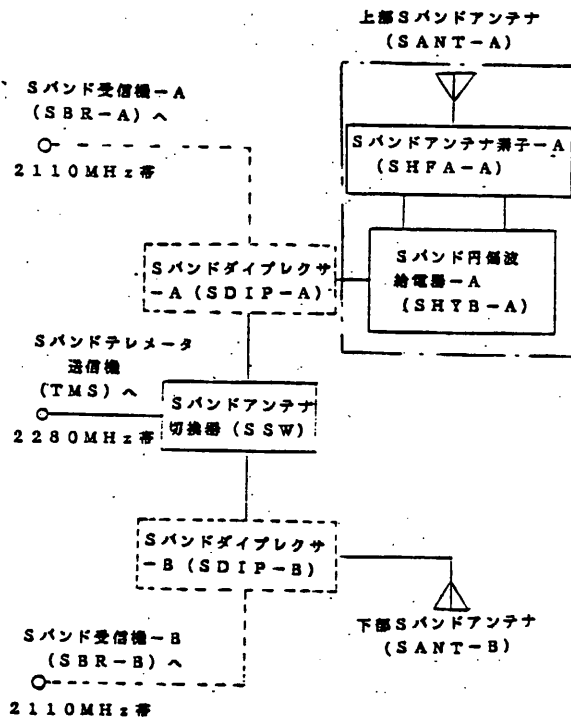 上部Sバンドアンテナ
(SANT-A)
Sバンド受信機-A
(SBR-A)へ
2110MHz帯
Sバンドアンテナ素子-A
(SHFA-A)
Sバンド円偏波
給電器-A
(SHYB-A)
Sバンドダイプレクサ
-A(SDIP-A)
Sバンドテレメータ
送信機
(TMS)へ
2280MHz帯
Sバンドアンテナ
切換器(SSW)
Sバンドダイプレクサ
-B(SDIP-B)
下部Sバンドアンテナ
(SANT-B)
Sバンド受信機-B
(SBR-B)へ
2110MHz帯